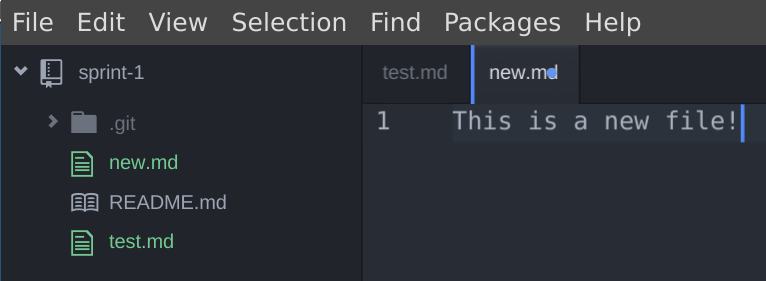 File Edit View Selection Find Packages Help
sprint-1
.git
new.md
README.md
test.md
test.md new.md
1 This is a new file!